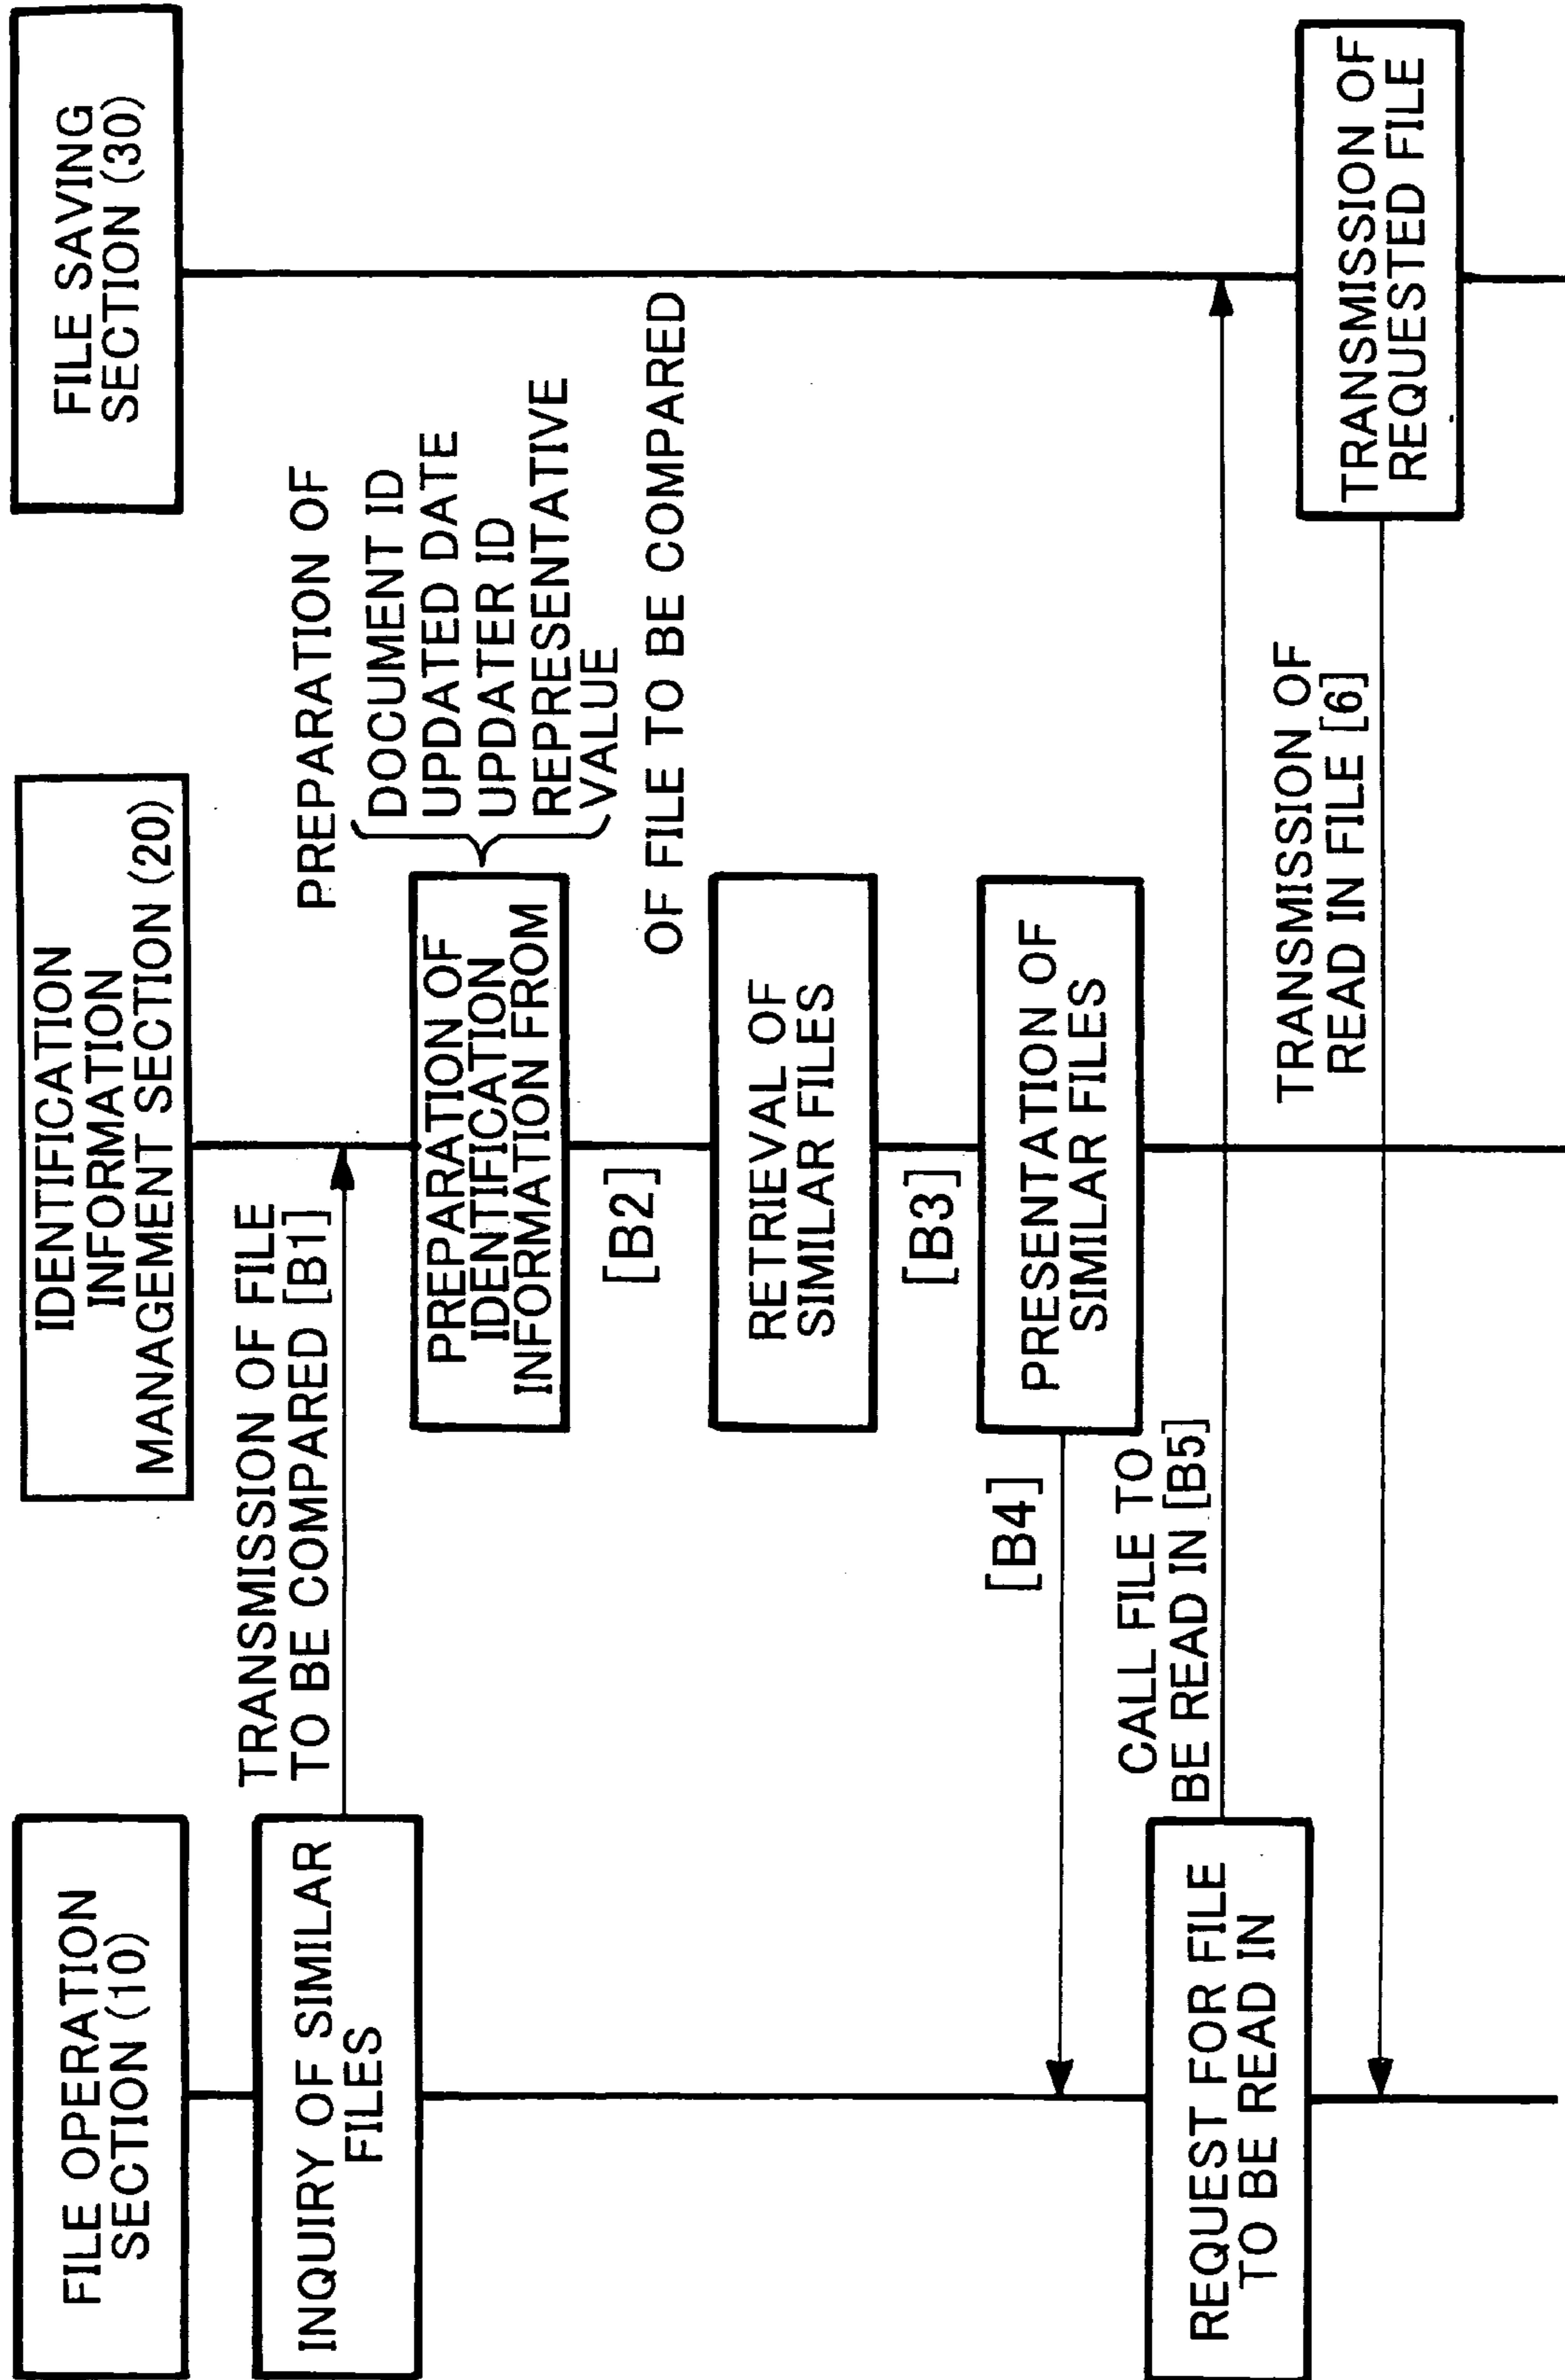 FILE OPERATION
SECTION (10)
IDENTIFICATION
INFORMATION
MANAGEMENT SECTION (20)
FILE SAVING
SECTION (30)
INQUIRY OF SIMILAR
FILES
TRANSMISSION OF FILE
TO BE COMPARED [B1]
PREPARATION OF
IDENTIFICATION
INFORMATION FROM
PREPARATION OF
DOCUMENT ID
UPDATED DATE
UPDATER ID
REPRESENTATIVE
VALUE
OF FILE TO BE COMPARED
[B2]
RETRIEVAL OF
SIMILAR FILES
[B3]
PRESENTATION OF
SIMILAR FILES
[B4]
CALL FILE TO
BE READ IN [B5]
REQUEST FOR FILE
TO BE READ IN
TRANSMISSION OF
READ IN FILE [6]
TRANSMISSION OF
REQUESTED FILE